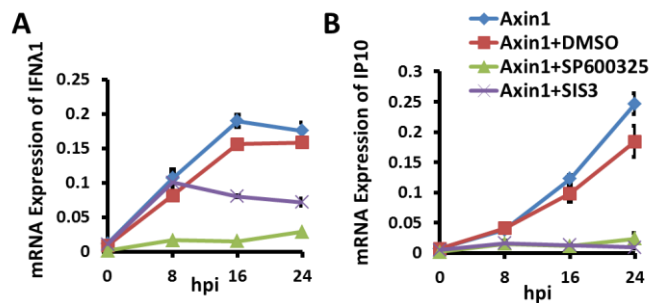 A
mRNA Expression of IFNλ1
0.25
0.2
0.15
0.1
0.05
0
0 8 16 24
hpi
B
mRNA Expression of IP10
Axin1
Axin1+DMSO
Axin1+SP600325
Axin1+SIS3
0.3
0.25
0.2
0.15
0.1
0.05
0
0 8 16 24
hpi